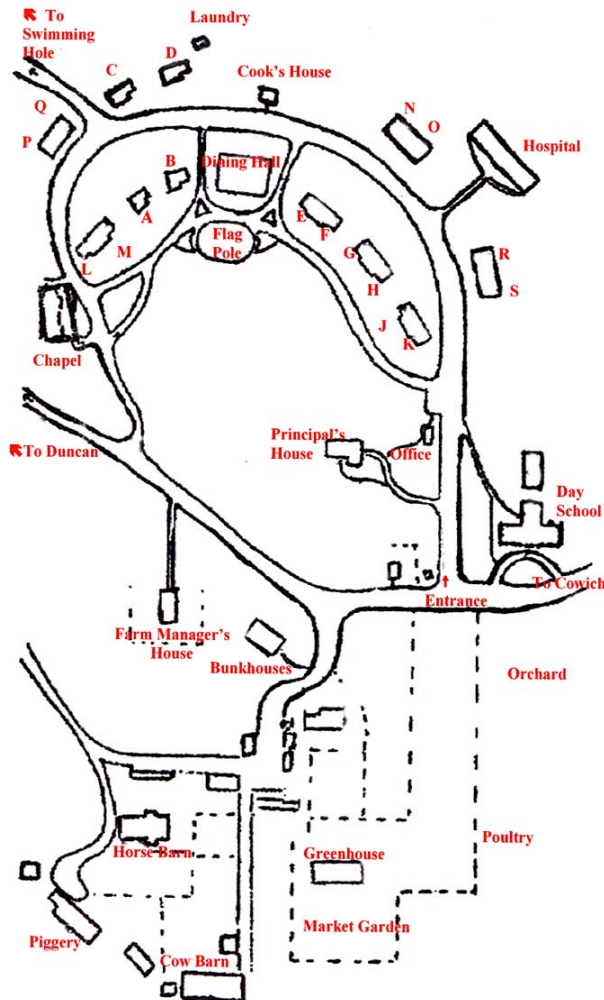 To
Swimming
Hole
Laundry
D
C
Cook's House
Q
P
N
O
Hospital
B
Dining Hall
A
E
F
Flag
Pole
M
L
G
H
R
S
J
K
Chapel
To Duncan
Principal's
House
Office
Day
School
To Cowich
Entrance
Farm Manager's
House
Bunkhouses
Orchard
Poultry
Horse Barn
Greenhouse
Market Garden
Piggery
Cow Barn